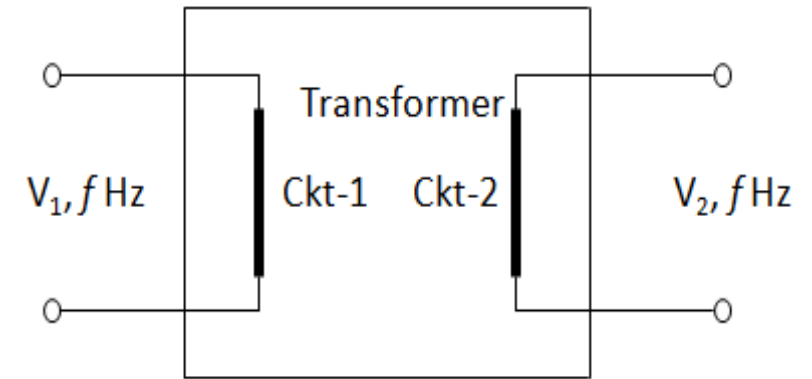 Transformer
V₁, f Hz
Ckt-1
Ckt-2
V₂, f Hz